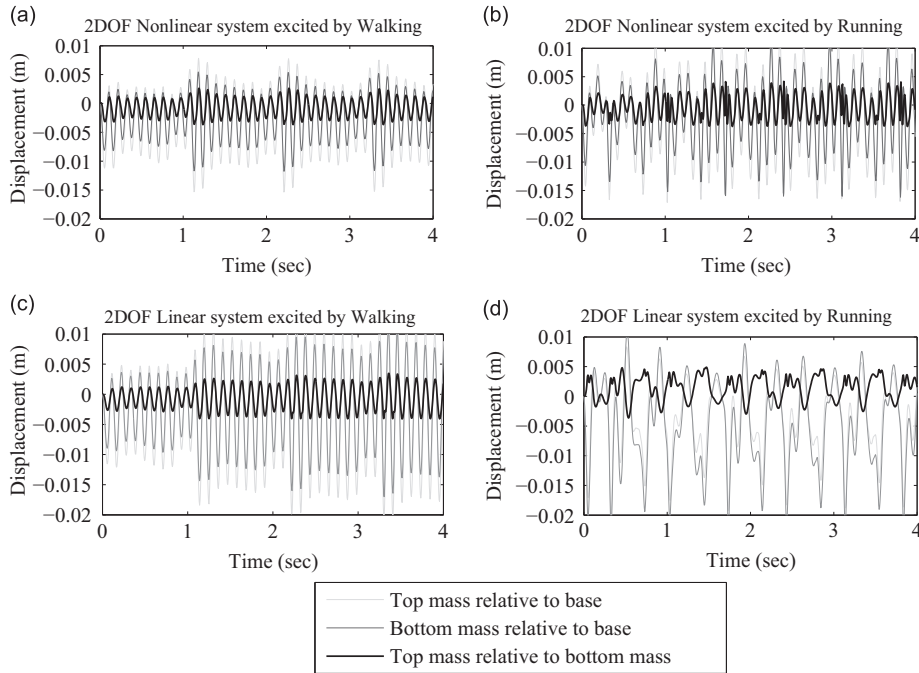 (a)
2DOF Nonlinear system excited by Walking
Displacement (m)
0.01
0.005
0
−0.005
−0.01
−0.015
−0.02
0 1 2 3 4
Time (sec)
(b)
2DOF Nonlinear system excited by Running
Displacement (m)
0.01
0.005
0
−0.005
−0.01
−0.015
−0.02
0 1 2 3 4
Time (sec)
(c)
2DOF Linear system excited by Walking
Displacement (m)
0.01
0.005
0
−0.005
−0.01
−0.015
−0.02
0 1 2 3 4
Time (sec)
(d)
2DOF Linear system excited by Running
Displacement (m)
0.01
0.005
0
−0.005
−0.01
−0.015
−0.02
0 1 2 3 4
Time (sec)
Top mass relative to base
Bottom mass relative to base
Top mass relative to bottom mass